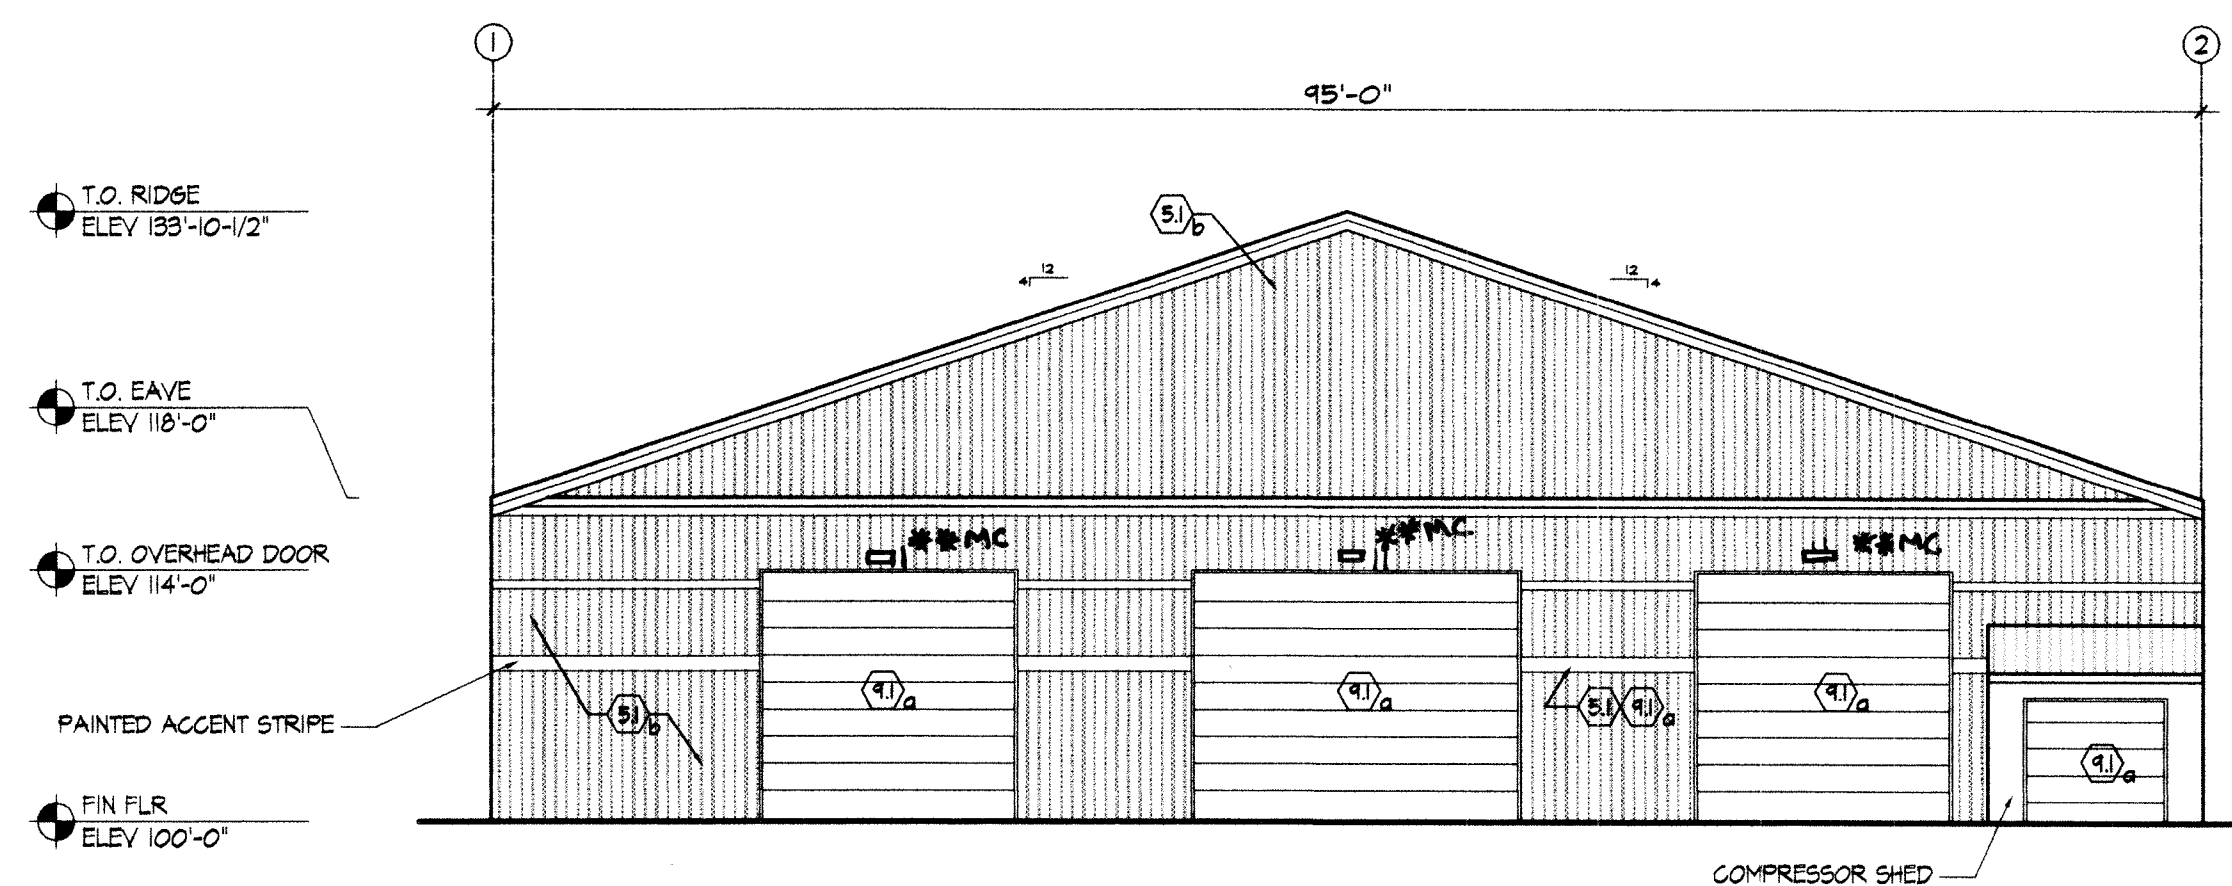 1
2
95'-0"
T.O. RIDGE
ELEV 133'-10-1/2"
5.1 b
12
4
12
4
T.O. EAVE
ELEV 118'-0"
**MC
**MC
**MC
T.O. OVERHEAD DOOR
ELEV 114'-0"
9.1 a
9.1 a
9.1 a
5.1 b
5.1 9.1 a
PAINTED ACCENT STRIPE
9.1 a
FIN FLR
ELEV 100'-0"
COMPRESSOR SHED